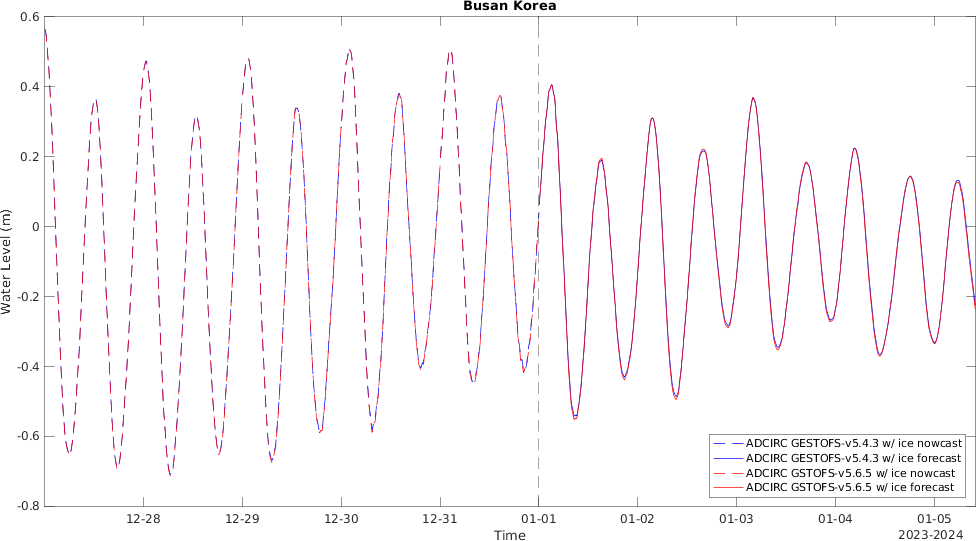 Busan Korea
0.6
0.4
0.2
0
-0.2
-0.4
-0.6
-0.8
Water Level (m)
12-28
12-29
12-30
12-31
01-01
01-02
01-03
01-04
01-05
Time
2023-2024
ADCIRC GESTOFS-v5.4.3 w/ ice nowcast
ADCIRC GESTOFS-v5.4.3 w/ ice forecast
ADCIRC GSTOFS-v5.6.5 w/ ice nowcast
ADCIRC GSTOFS-v5.6.5 w/ ice forecast